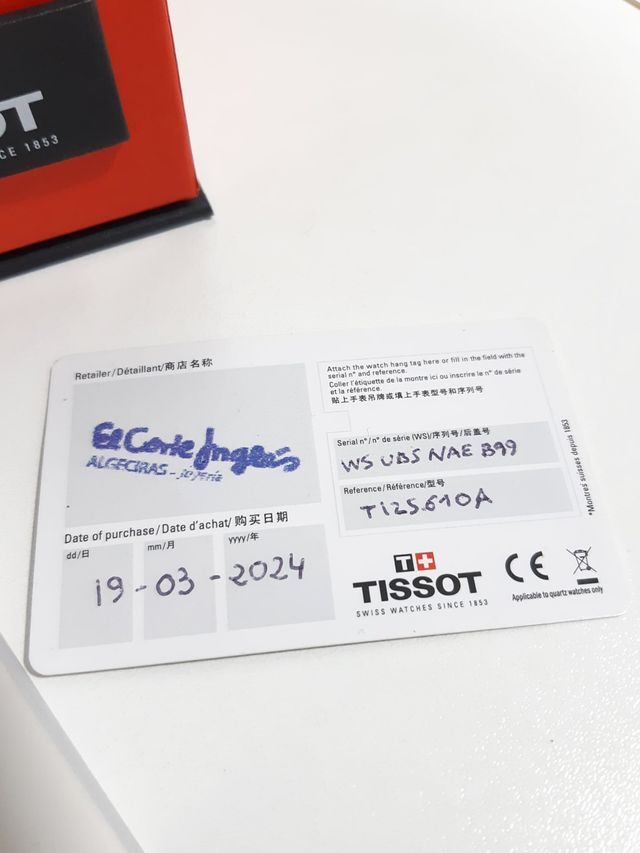 OT
CE 1853
Retailer/Détaillant/商店名称
El Corte Inglés
ALGECIRAS - joyería
Date of purchase/Date d'achat/购买日期
dd/日 mm/月 yyyy/年
19-03-2024
Attach the watch hang tag here or fill in the field with the
serial n° and reference.
Coller l'étiquette de la montre ici ou inscrire le n° de série
et la référence.
贴上手表吊牌或填上手表型号和序列号
Serial n°/n° de série (WS)/序列号/后盖号
WS UBS NAE B99
Reference/Référence/型号
T125.610A
*Montres suisses depuis 1853
T+
TISSOT
SWISS WATCHES SINCE 1853
CE
Applicable to quartz watches only